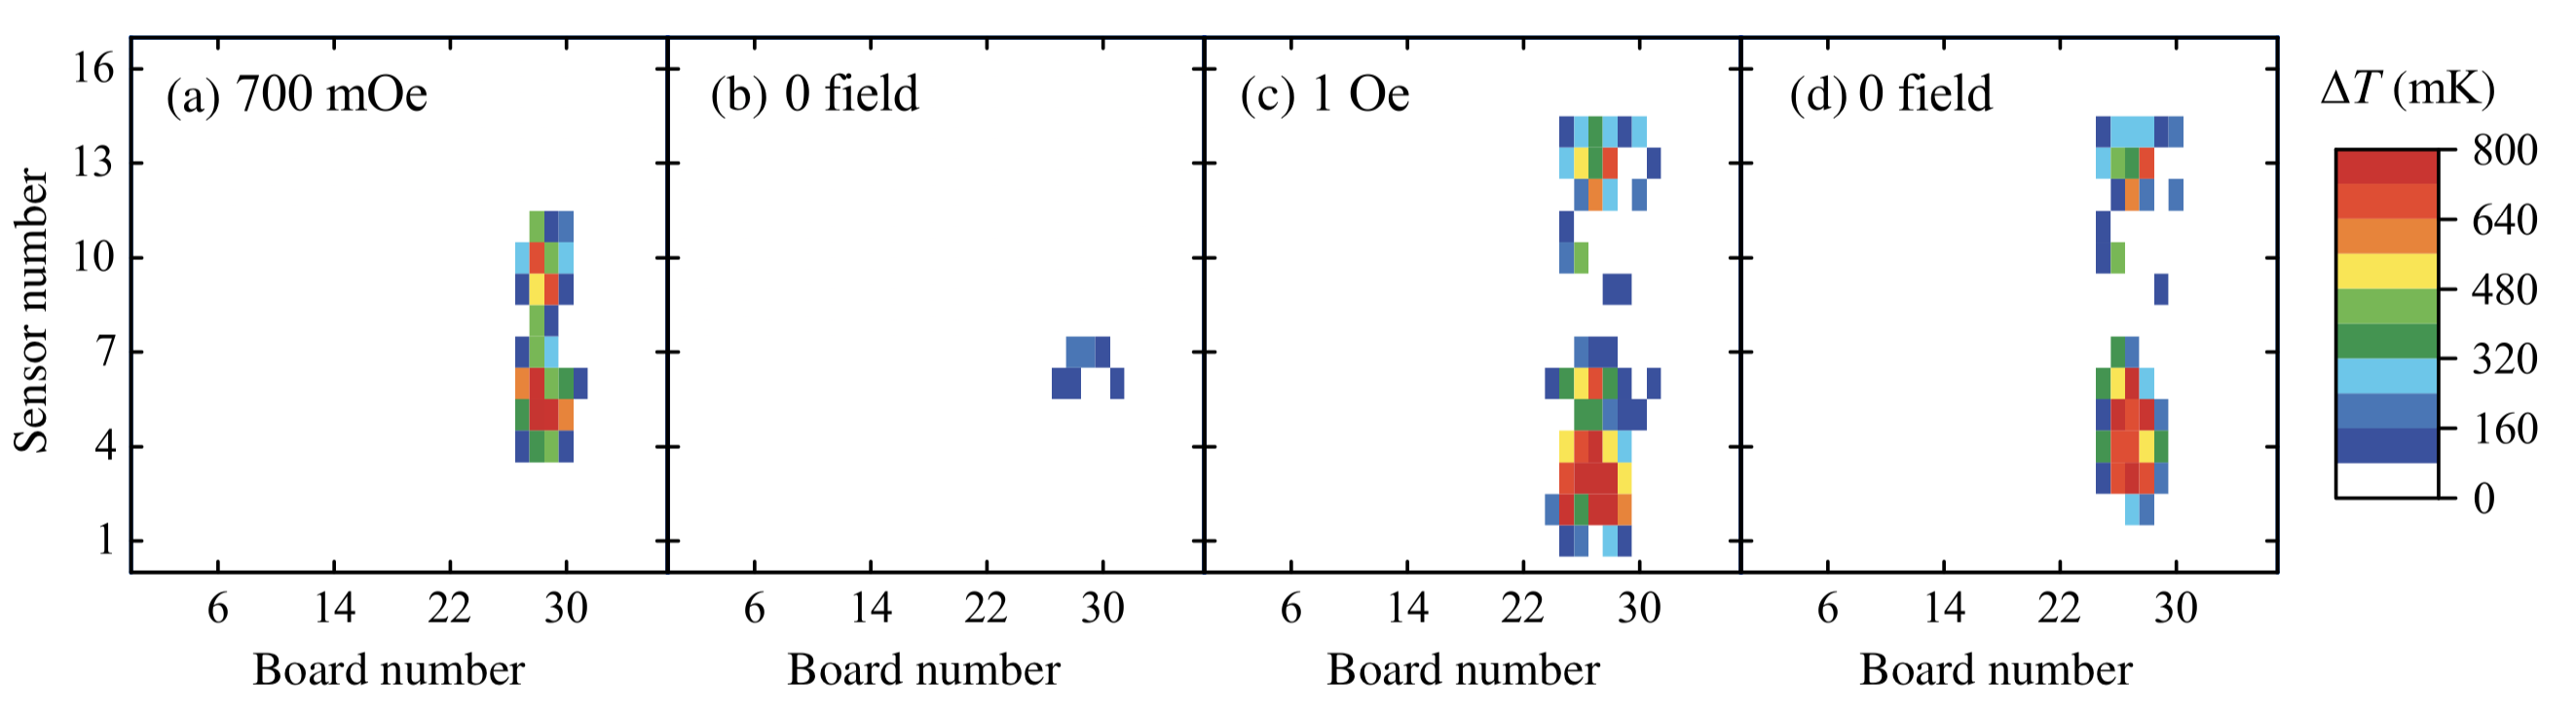 (a) 700 mOe
(b) 0 field
(c) 1 Oe
(d) 0 field
ΔT (mK)
Sensor number
16
13
10
7
4
1
800
640
480
320
160
0
6 14 22 30
6 14 22 30
6 14 22 30
6 14 22 30
Board number
Board number
Board number
Board number